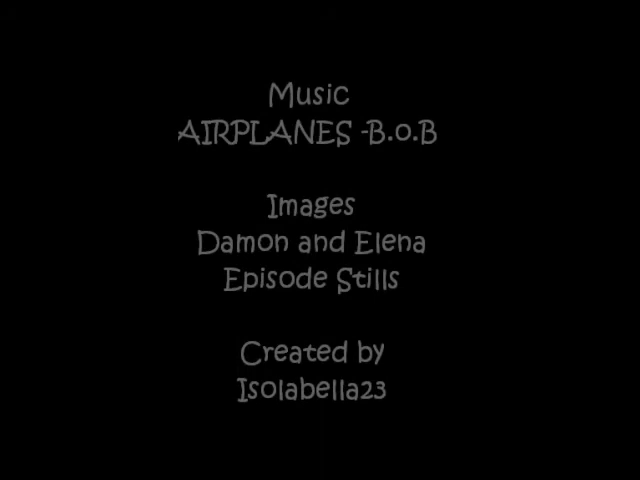 Music
AIRPLANES -B.o.B
Images
Damon and Elena
Episode Stills
Created by
Isolabella23